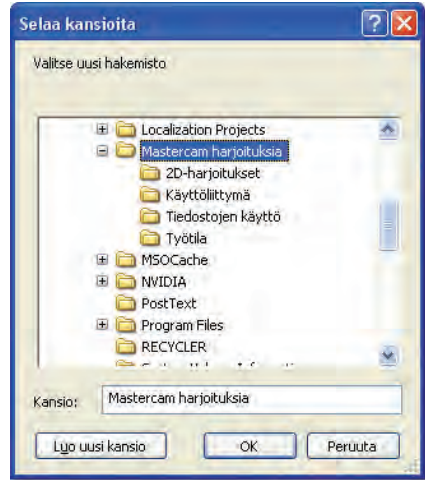 Selaa kansioita
Valitse uusi hakemisto
Localization Projects
Mastercam harjoituksia
2D-harjoitukset
Käyttöliittymä
Tiedostojen käyttö
Työtila
MSOCache
NVIDIA
PostText
Program Files
RECYCLER
Kansio: Mastercam harjoituksia
Luo uusi kansio OK Peruuta